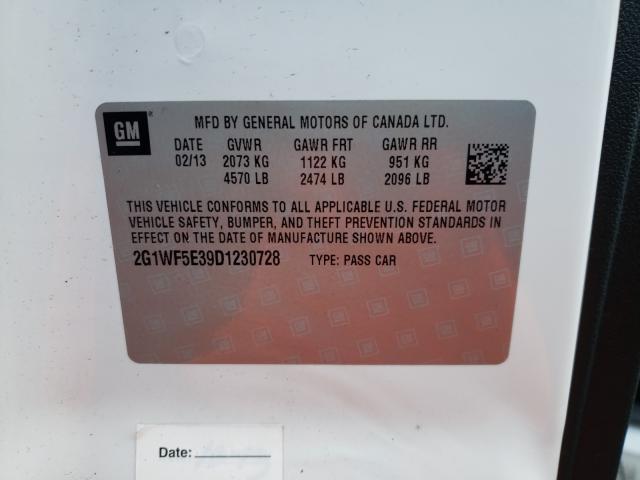 GM
MFD BY GENERAL MOTORS OF CANADA LTD.
DATE GVWR GAWR FRT GAWR RR
02/13 2073 KG 1122 KG 951 KG
4570 LB 2474 LB 2096 LB
THIS VEHICLE CONFORMS TO ALL APPLICABLE U.S. FEDERAL MOTOR
VEHICLE SAFETY, BUMPER, AND THEFT PREVENTION STANDARDS IN
EFFECT ON THE DATE OF MANUFACTURE SHOWN ABOVE.
2G1WF5E39D1230728 TYPE: PASS CAR
Date: